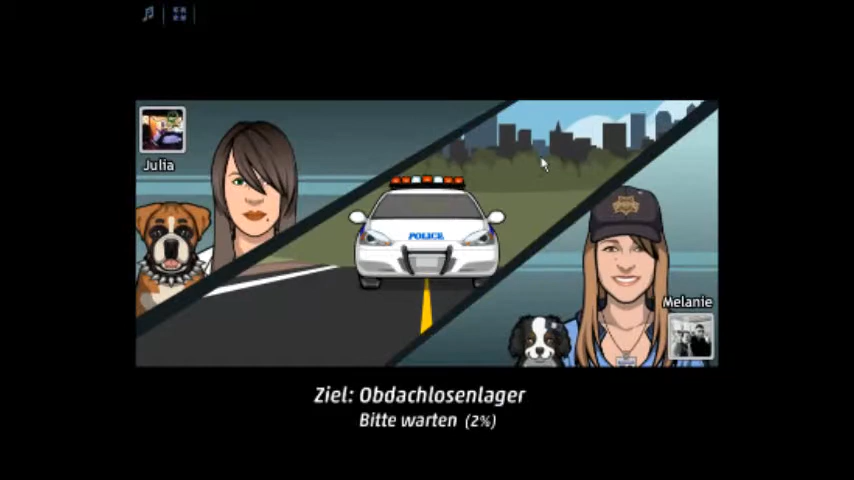 Julia
POLICE
Melanie
Ziel: Obdachlosenlager
Bitte warten (2%)